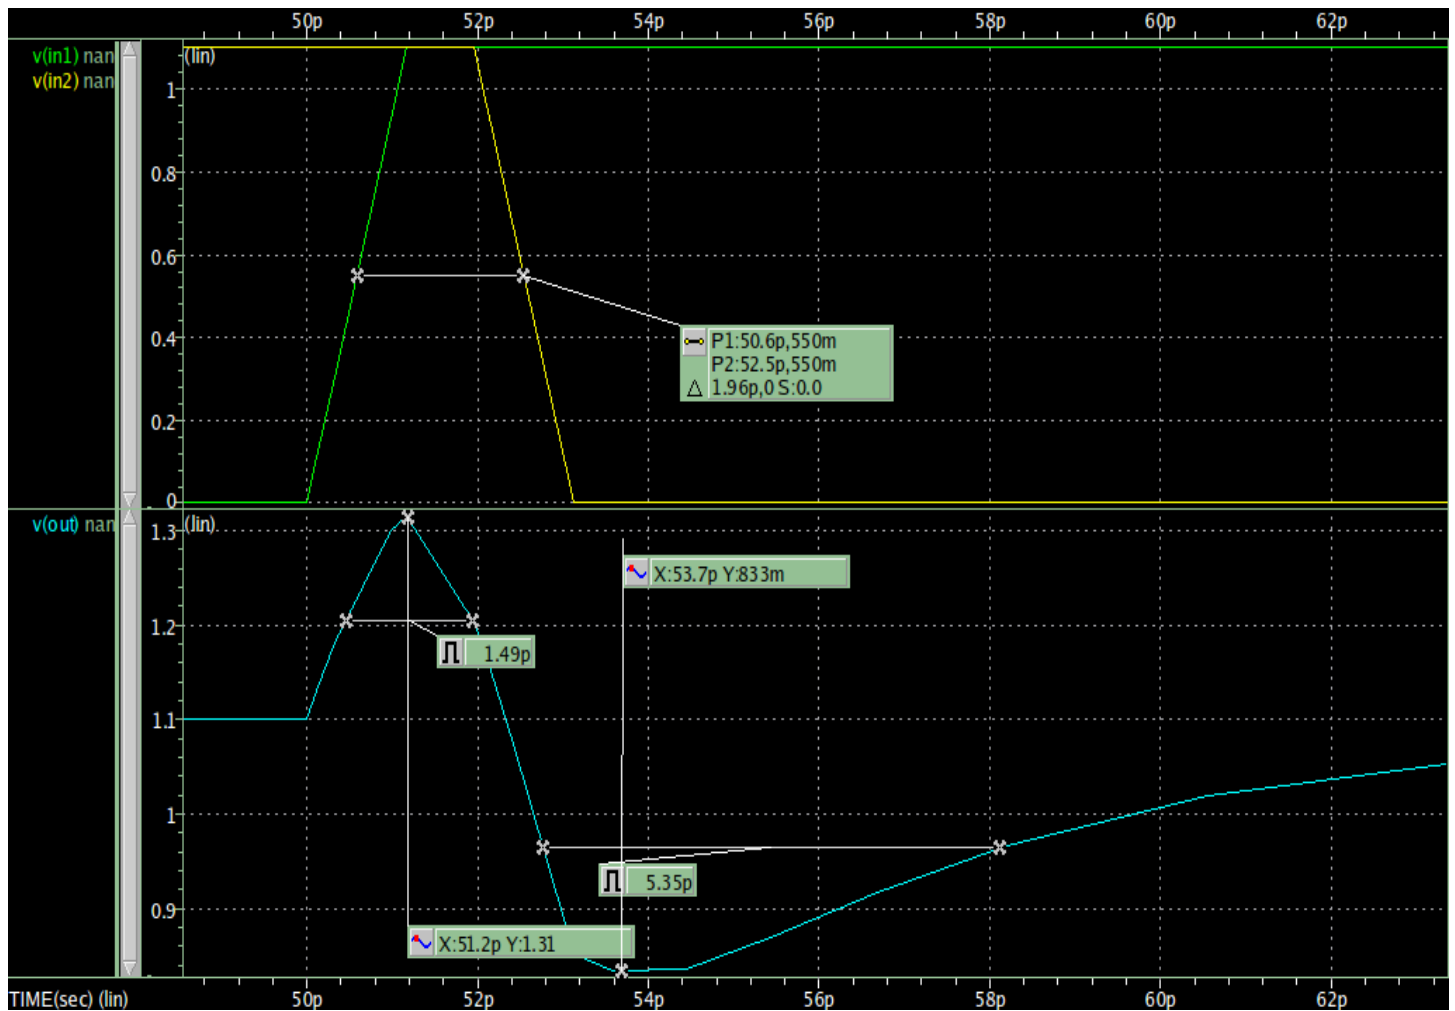 50p 52p 54p 56p 58p 60p 62p
v(in1) nan
v(in2) nan
(lin)
1
0.8
0.6
0.4
0.2
0
P1:50.6p,550m
P2:52.5p,550m
△ 1.96p,0 S:0.0
v(out) nan
(lin)
1.3
1.2
1.1
1
0.9
X:53.7p Y:833m
1.49p
5.35p
X:51.2p Y:1.31
TIME(sec) (lin)
50p 52p 54p 56p 58p 60p 62p